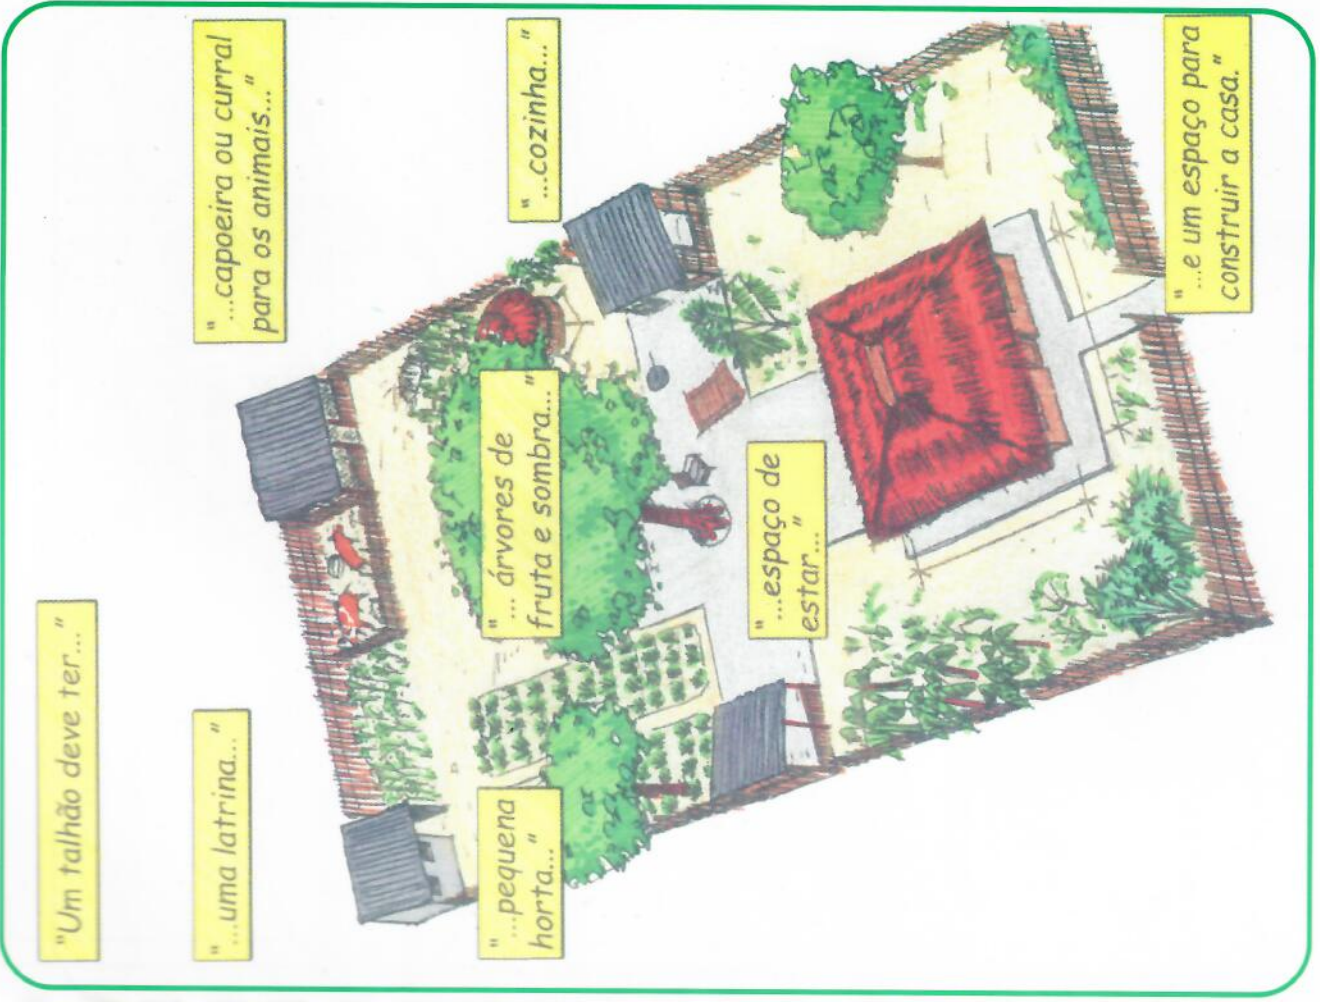 "Um talhão deve ter..."
"...uma latrina..."
"...capoeira ou curral
para os animais..."
"...pequena
horta..."
"... árvores de
fruta e sombra..."
"...cozinha..."
"...espaço de
estar..."
"...e um espaço para
construir a casa."